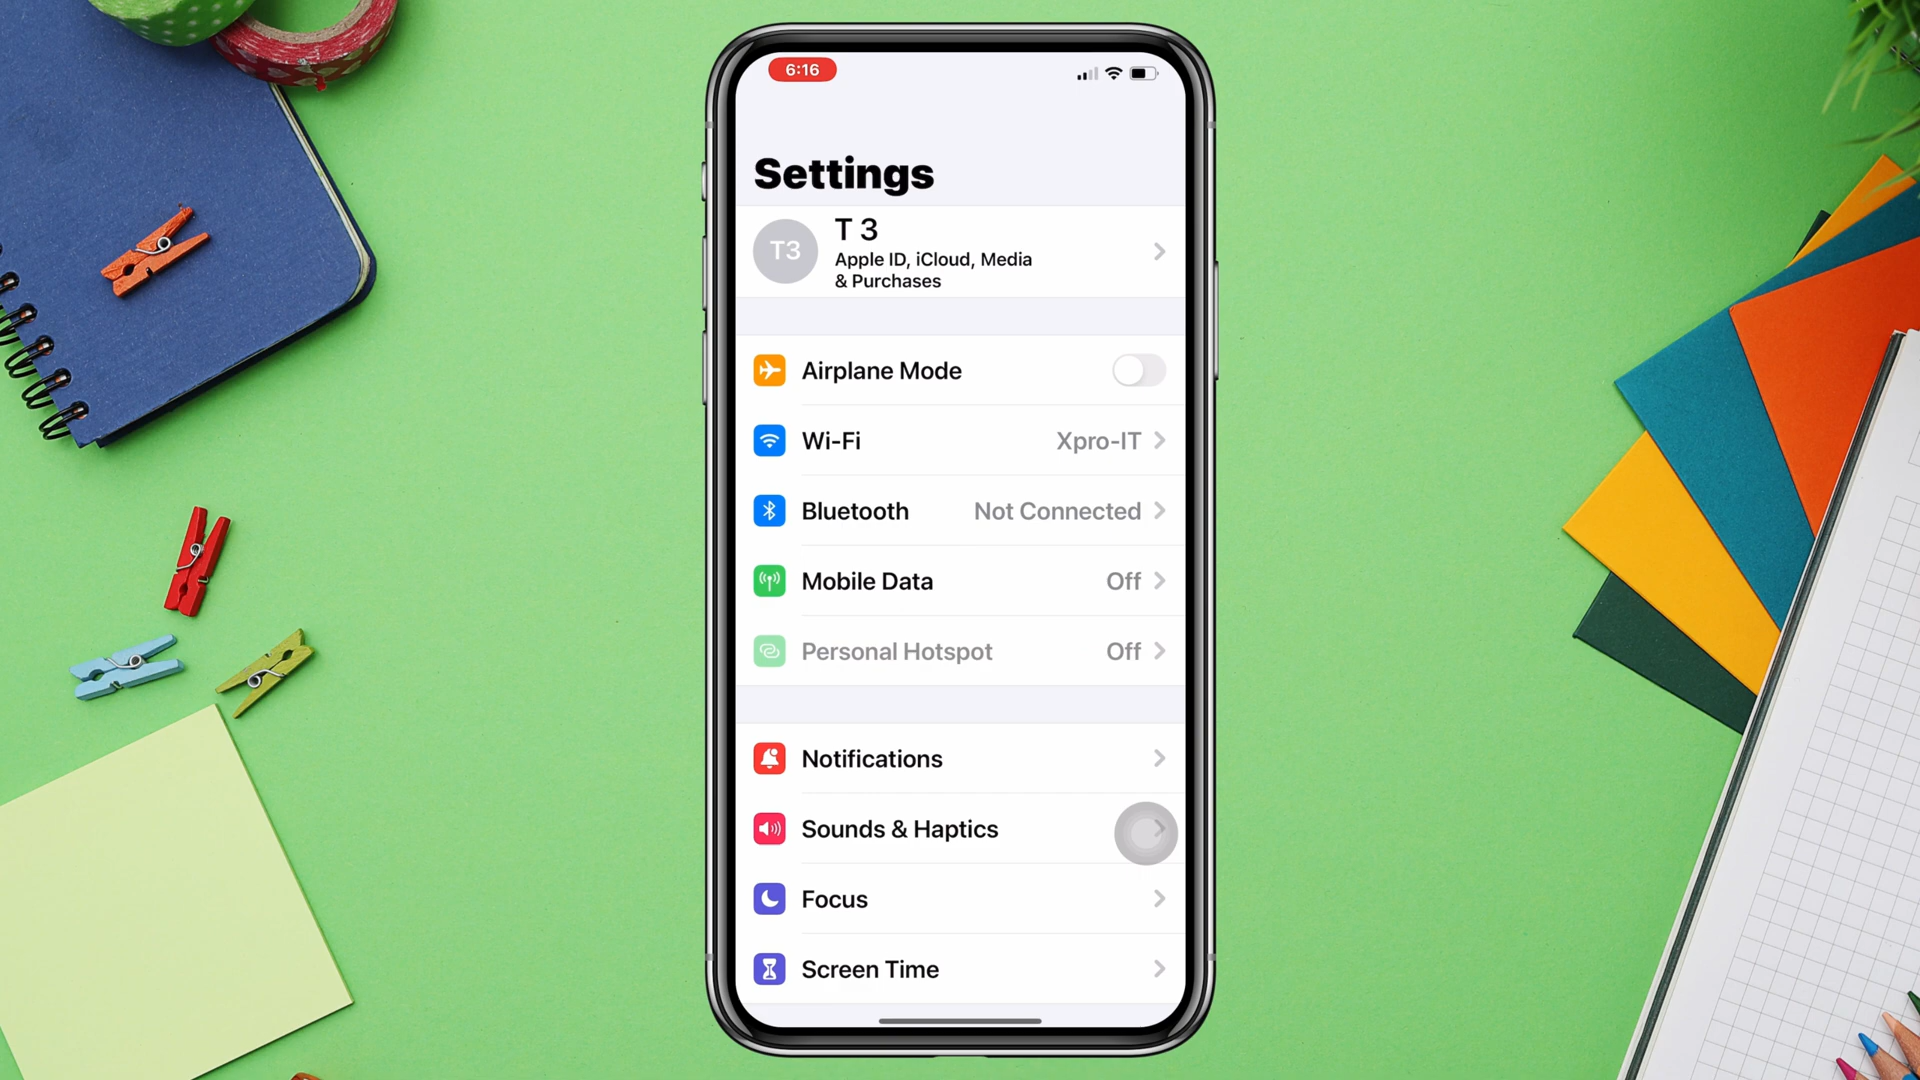 6:16
Settings
T3
T 3
Apple ID, iCloud, Media
& Purchases
Airplane Mode
Wi-Fi Xpro-IT
Bluetooth Not Connected
Mobile Data Off
Personal Hotspot Off
Notifications
Sounds & Haptics
Focus
Screen Time